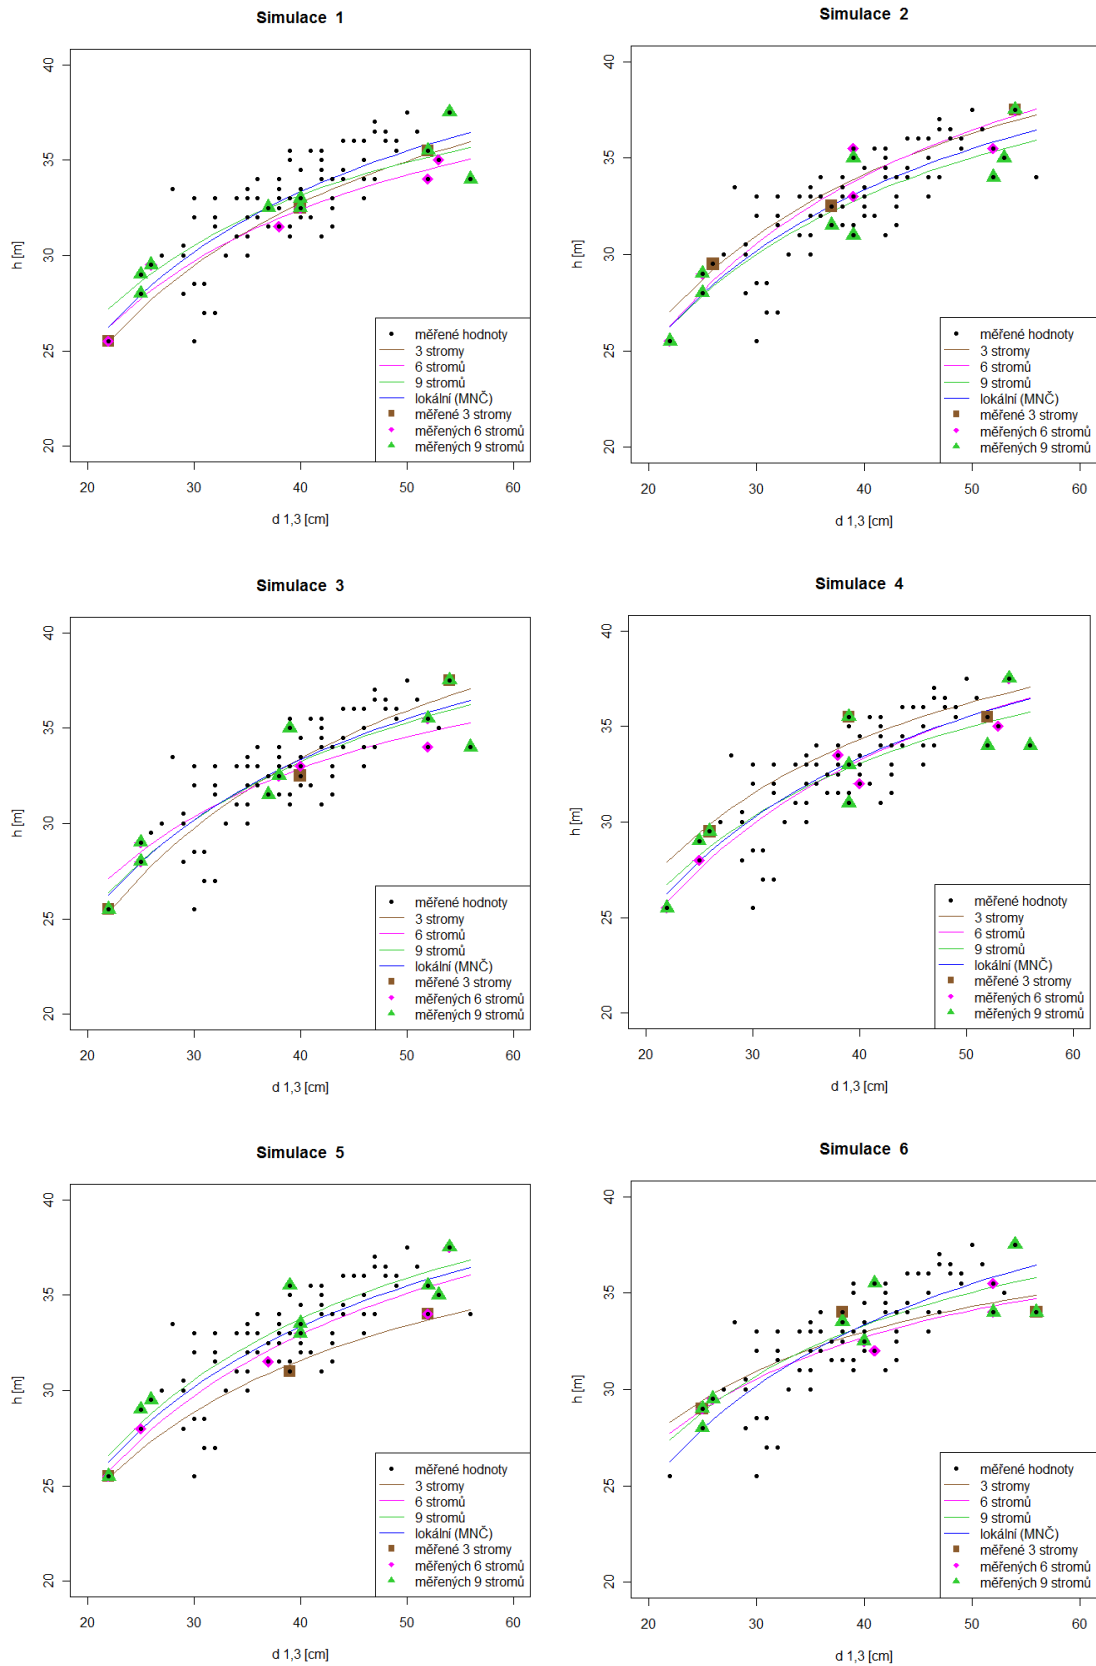 Simulace 1
40
35
30
25
20
h [m]
20 30 40 50 60
d 1,3 [cm]
měřené hodnoty
3 stromy
6 stromů
9 stromů
lokální (MNČ)
měřené 3 stromy
měřených 6 stromů
měřených 9 stromů
Simulace 2
40
35
30
25
20
h [m]
20 30 40 50 60
d 1,3 [cm]
měřené hodnoty
3 stromy
6 stromů
9 stromů
lokální (MNČ)
měřené 3 stromy
měřených 6 stromů
měřených 9 stromů
Simulace 3
40
35
30
25
20
h [m]
20 30 40 50 60
d 1,3 [cm]
měřené hodnoty
3 stromy
6 stromů
9 stromů
lokální (MNČ)
měřené 3 stromy
měřených 6 stromů
měřených 9 stromů
Simulace 4
40
35
30
25
20
h [m]
20 30 40 50 60
d 1,3 [cm]
měřené hodnoty
3 stromy
6 stromů
9 stromů
lokální (MNČ)
měřené 3 stromy
měřených 6 stromů
měřených 9 stromů
Simulace 5
40
35
30
25
20
h [m]
20 30 40 50 60
d 1,3 [cm]
měřené hodnoty
3 stromy
6 stromů
9 stromů
lokální (MNČ)
měřené 3 stromy
měřených 6 stromů
měřených 9 stromů
Simulace 6
40
35
30
25
20
h [m]
20 30 40 50 60
d 1,3 [cm]
měřené hodnoty
3 stromy
6 stromů
9 stromů
lokální (MNČ)
měřené 3 stromy
měřených 6 stromů
měřených 9 stromů